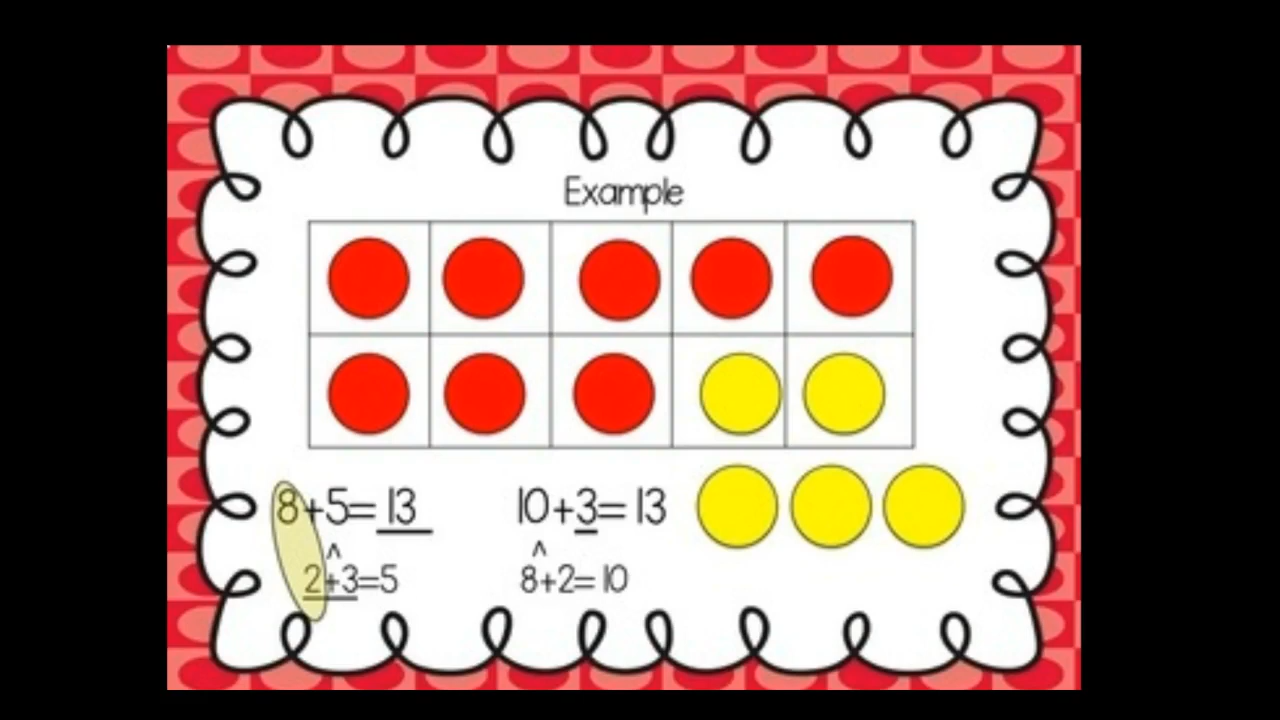 Example
8+5= 13 10+3= 13
^ ^
2+3=5 8+2= 10